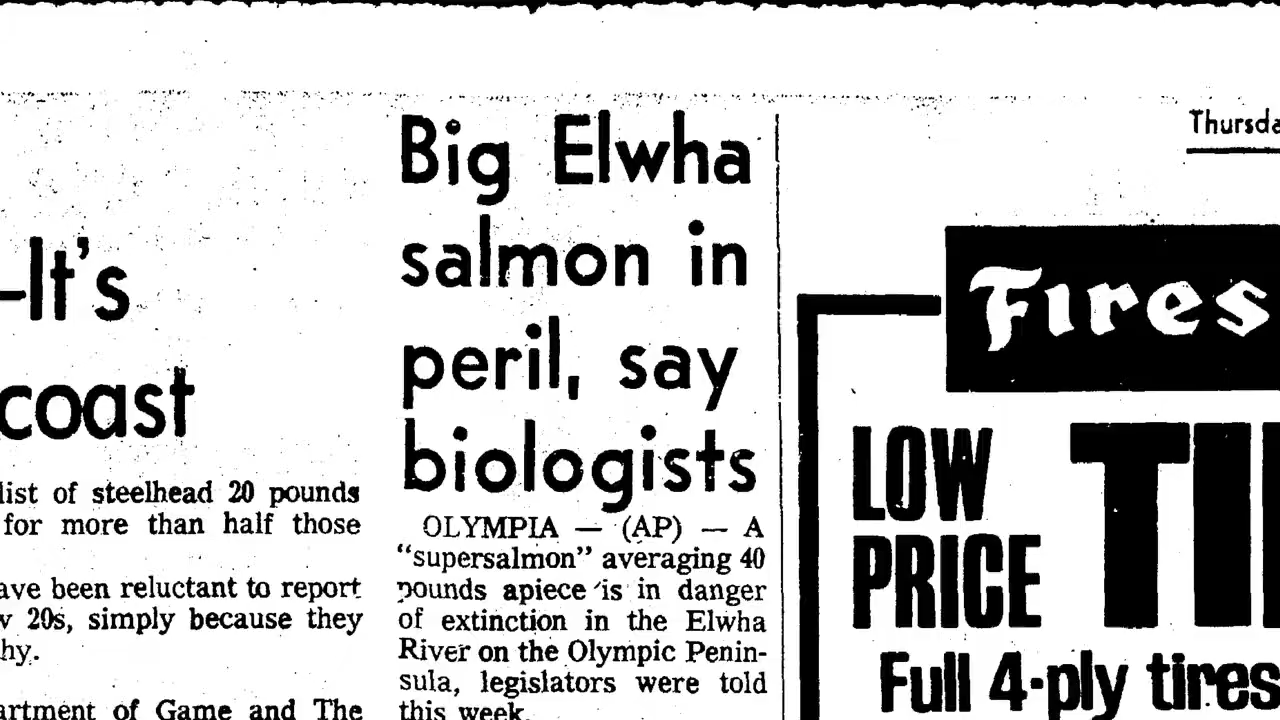 -It's
coast
list of steelhead 20 pounds
for more than half those
ave been reluctant to report
20s, simply because they
hy.
artment of Game and The
Big Elwha
salmon in
peril, say
biologists
OLYMPIA — (AP) — A
“supersalmon” averaging 40
pounds apiece is in danger
of extinction in the Elwha
River on the Olympic Penin-
sula, legislators were told
this week.
Thursda
Fires
LOW
PRICE
TI
Full 4-ply tires